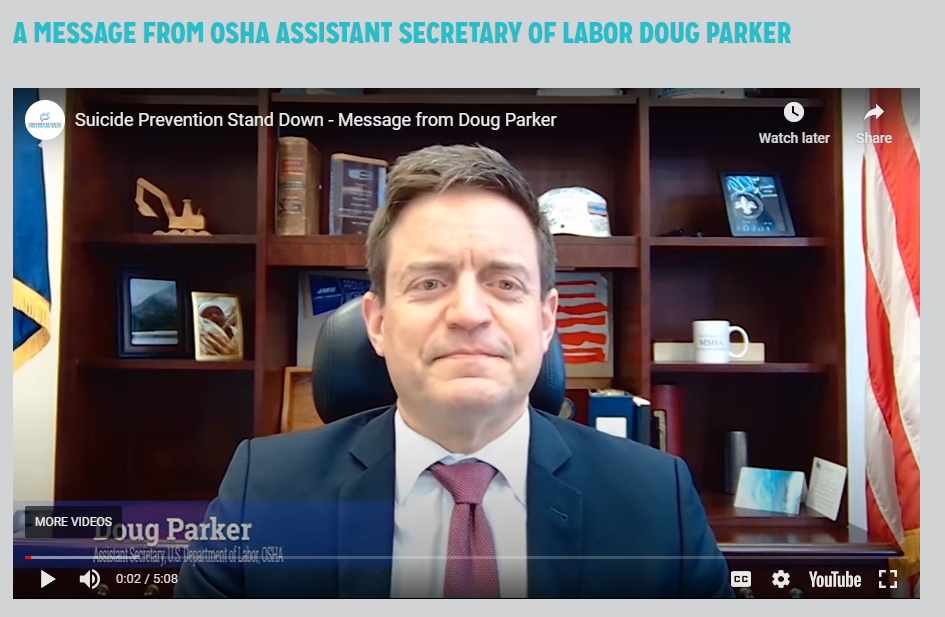 A MESSAGE FROM OSHA ASSISTANT SECRETARY OF LABOR DOUG PARKER
Suicide Prevention Stand Down - Message from Doug Parker
Watch later
Share
MSHA
MORE VIDEOS
Doug Parker
Assistant Secretary, U.S. Department of Labor, OSHA
0:02 / 5:08
CC
YouTube